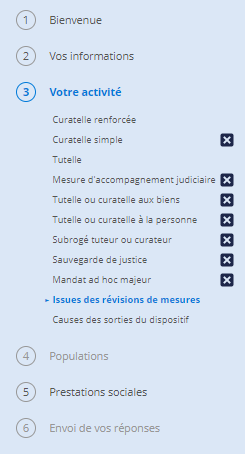 1 Bienvenue
2 Vos informations
3 Votre activité
Curatelle renforcée
Curatelle simple
Tutelle
Mesure d'accompagnement judiciaire
Tutelle ou curatelle aux biens
Tutelle ou curatelle à la personne
Subrogé tuteur ou curateur
Sauvegarde de justice
Mandat ad hoc majeur
Issues des révisions de mesures
Causes des sorties du dispositif
4 Populations
5 Prestations sociales
6 Envoi de vos réponses